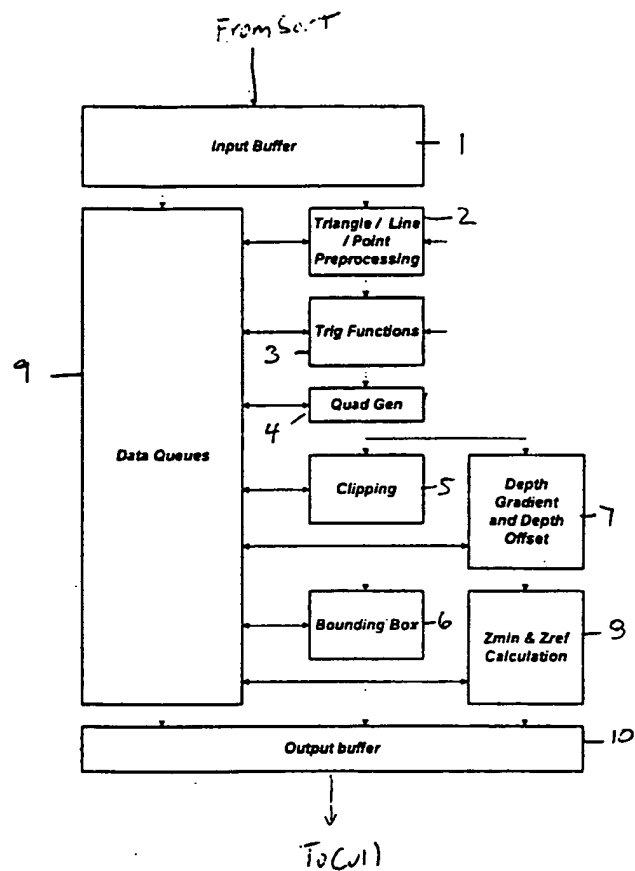 From Sort
Input Buffer
1
Triangle / Line
/ Point
Preprocessing
2
Trig Functions
3
9
Quad Gen
4
Data Queues
Clipping
5
Depth
Gradient
and Depth
Offset
7
Bounding Box
6
Zmin & Zref
Calculation
8
Output buffer
10
To Cull